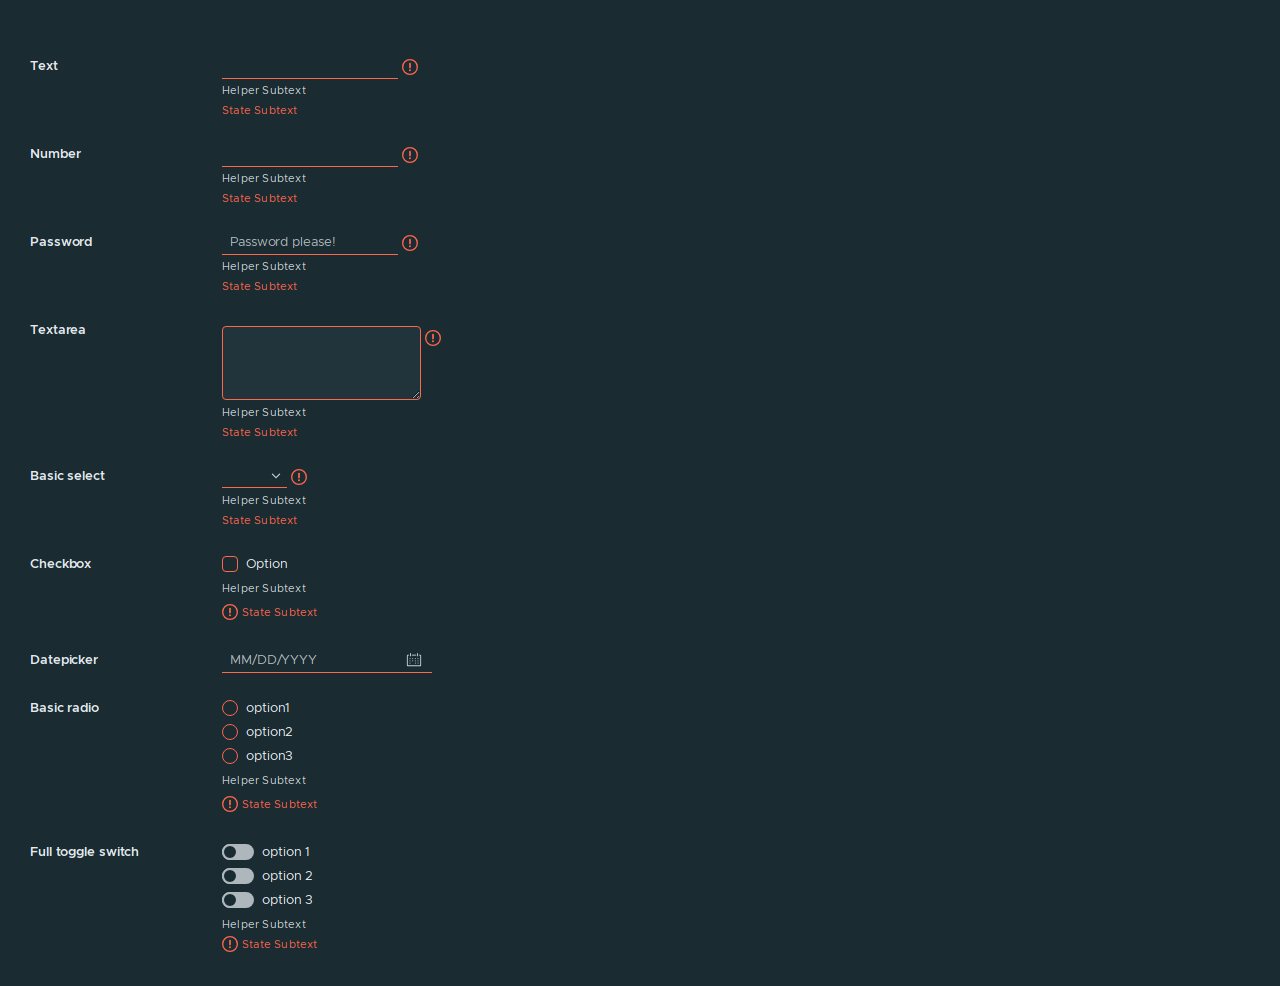 Text
Helper Subtext
State Subtext
Number
Helper Subtext
State Subtext
Password
Password please!
Helper Subtext
State Subtext
Textarea
Helper Subtext
State Subtext
Basic select
Helper Subtext
State Subtext
Checkbox
Option
Helper Subtext
State Subtext
Datepicker
MM/DD/YYYY
Basic radio
option1
option2
option3
Helper Subtext
State Subtext
Full toggle switch
option 1
option 2
option 3
Helper Subtext
State Subtext